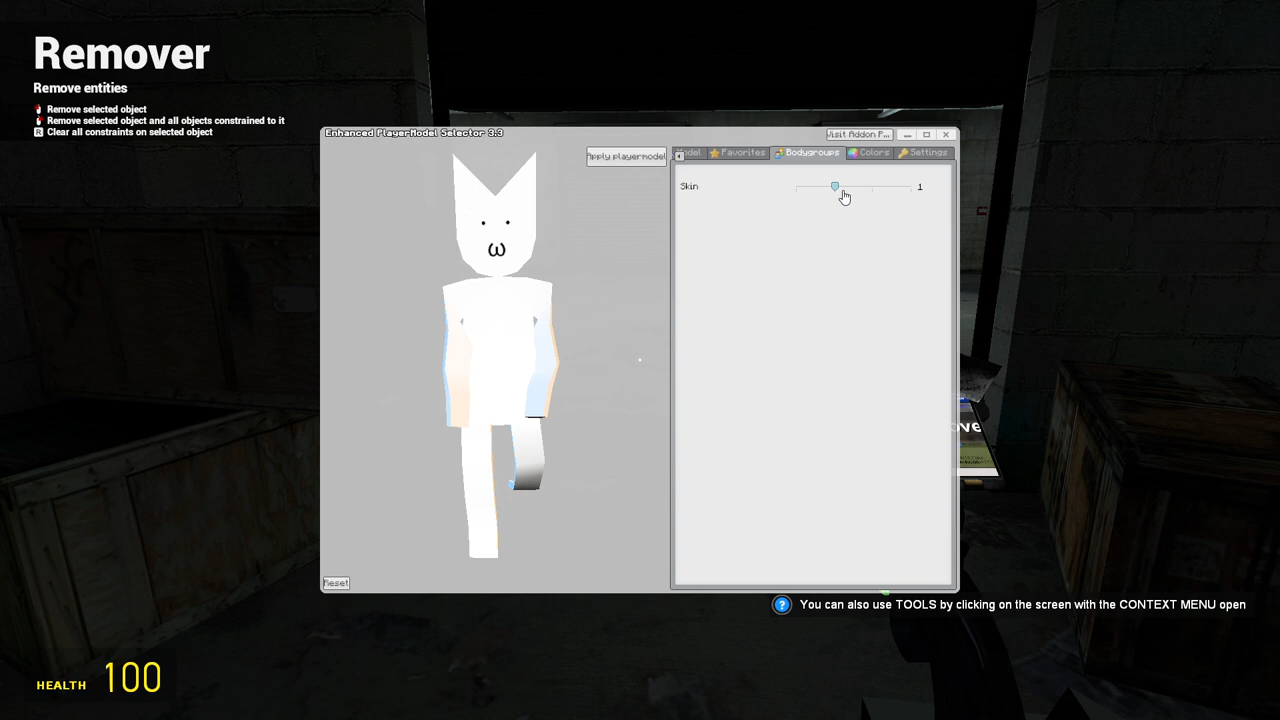 Remover
Remove entities
Remove selected object
Remove selected object and all objects constrained to it
R Clear all constraints on selected object
Enhanced PlayerModel Selector 3.3
Visit Addon P...
Apply playermodel
Favorites
Bodygroups
Colors
Settings
Skin
1
ω
Reset
? You can also use TOOLS by clicking on the screen with the CONTEXT MENU open
HEALTH 100